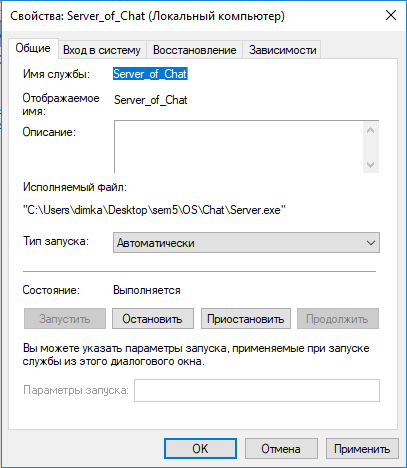 Свойства: Server_of_Chat (Локальный компьютер)
Общие Вход в систему Восстановление Зависимости
Имя службы: Server_of_Chat
Отображаемое
имя: Server_of_Chat
Описание:
Исполняемый файл:
"C:\Users\dimka\Desktop\sem5\OS\Chat\Server.exe"
Тип запуска: Автоматически
Состояние: Выполняется
Запустить Остановить Приостановить Продолжить
Вы можете указать параметры запуска, применяемые при запуске
службы из этого диалогового окна.
Параметры запуска:
OK Отмена Применить